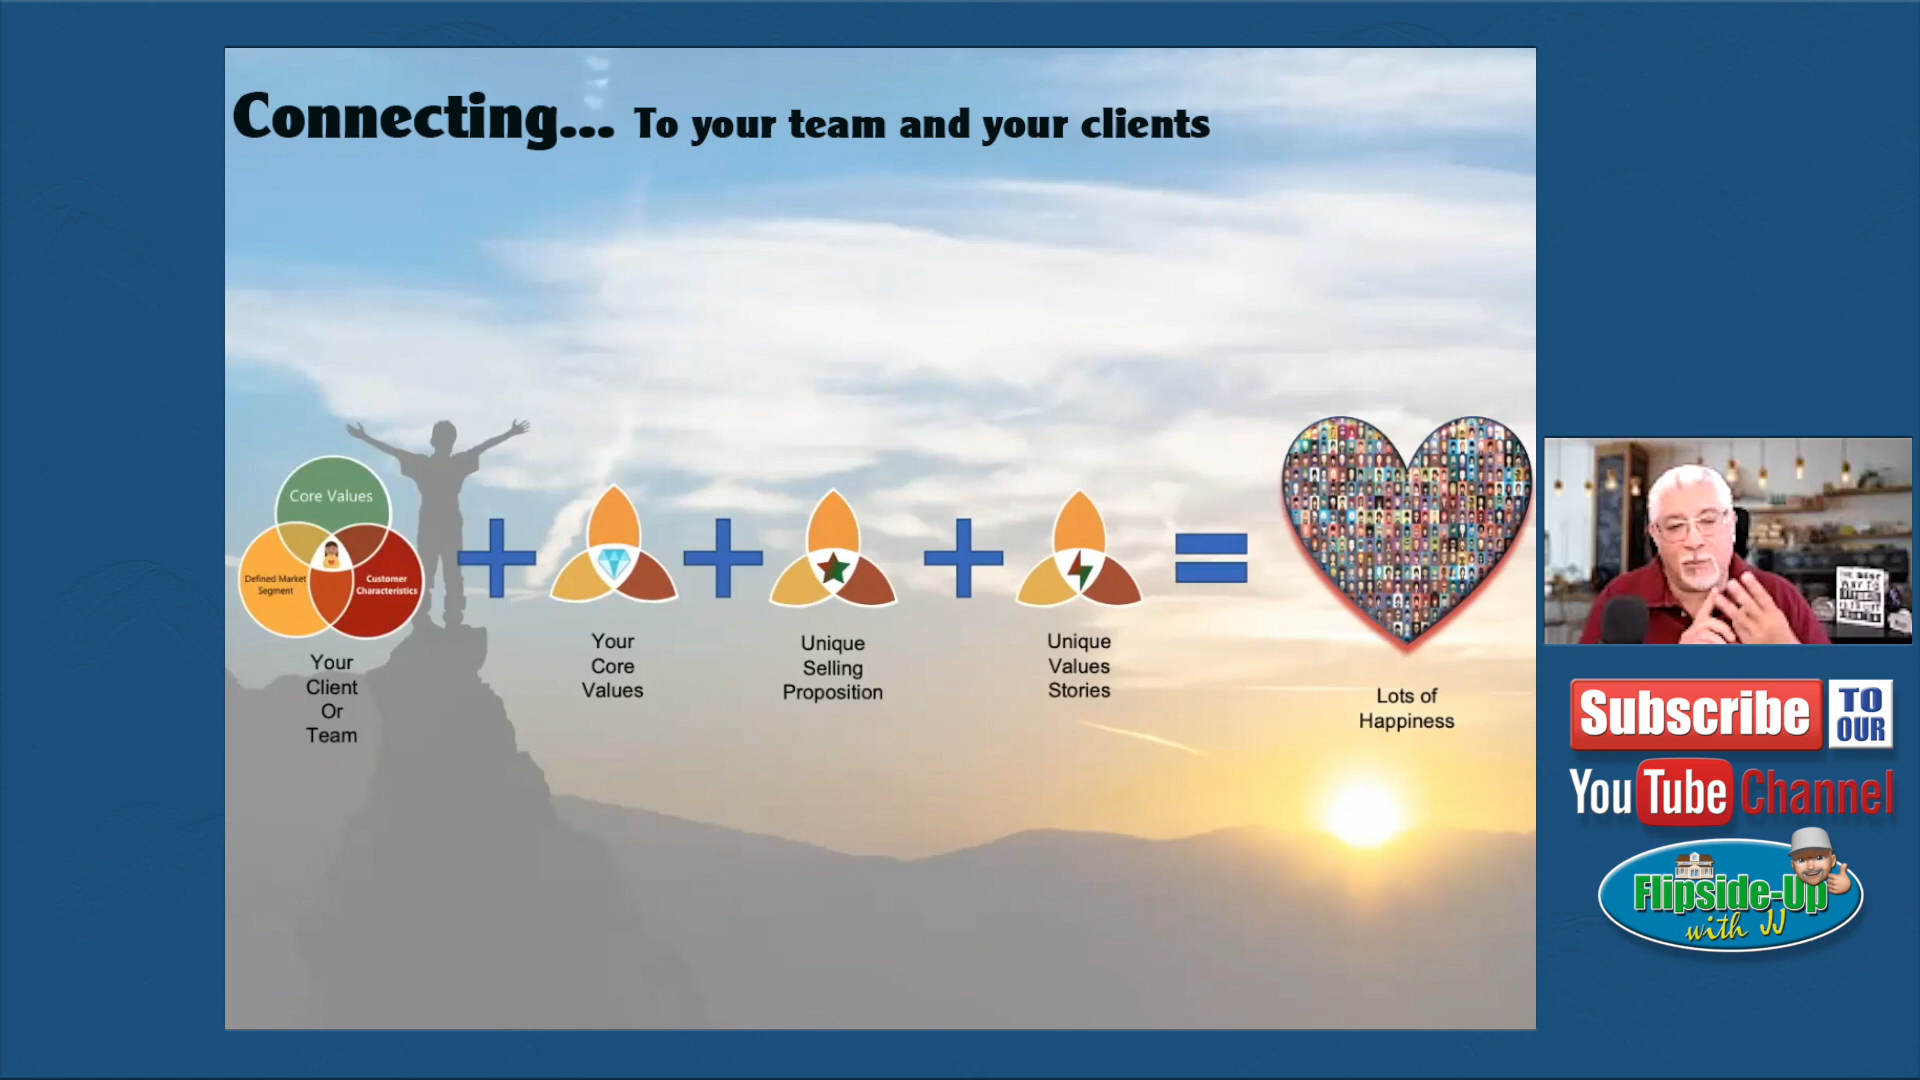 Connecting... To your team and your clients
Core Values
Defined Market
Segment
Customer
Characteristics
Your
Client
Or
Team
Your
Core
Values
Unique
Selling
Proposition
Unique
Values
Stories
Lots of
Happiness
Subscribe TO
OUR
YouTube Channel
Flipside-Up
with JJ